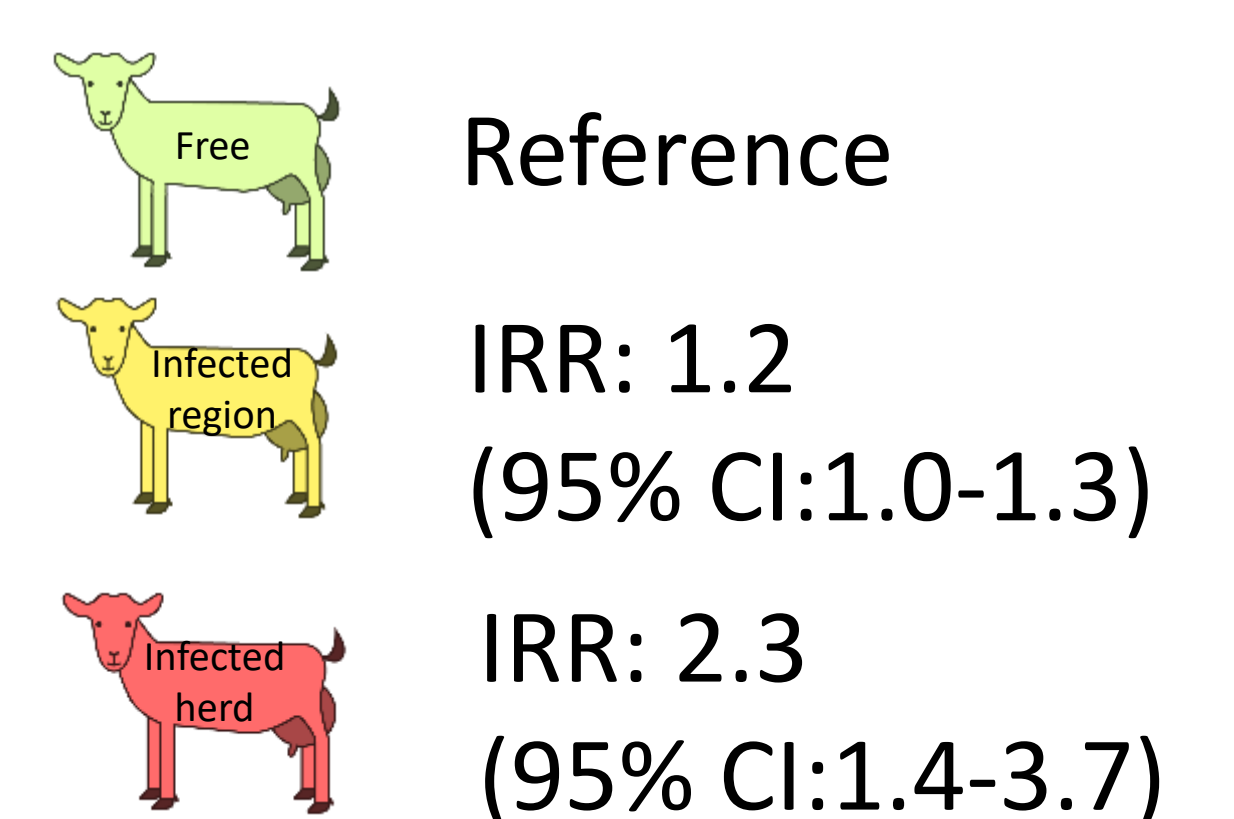 Free
Reference
Infected
region
IRR: 1.2
(95% CI:1.0-1.3)
Infected
herd
IRR: 2.3
(95% CI:1.4-3.7)